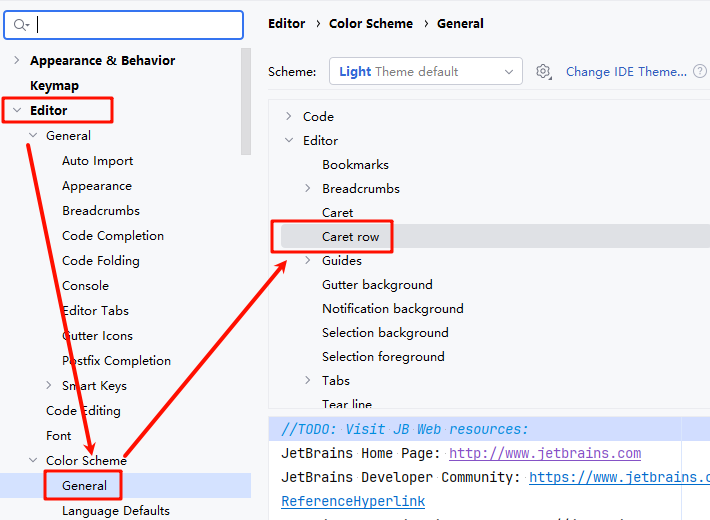 Appearance & Behavior
Keymap
Editor
General
Auto Import
Appearance
Breadcrumbs
Code Completion
Code Folding
Console
Editor Tabs
Gutter Icons
Postfix Completion
Smart Keys
Code Editing
Font
Color Scheme
General
Language Defaults
Editor › Color Scheme › General
Scheme: Light Theme default Change IDE Theme... ?
Code
Editor
Bookmarks
Breadcrumbs
Caret
Caret row
Guides
Gutter background
Notification background
Selection background
Selection foreground
Tabs
Tear line
//TODO: Visit JB Web resources:
JetBrains Home Page: http://www.jetbrains.com
JetBrains Developer Community: https://www.jetbrains.c
ReferenceHyperlink